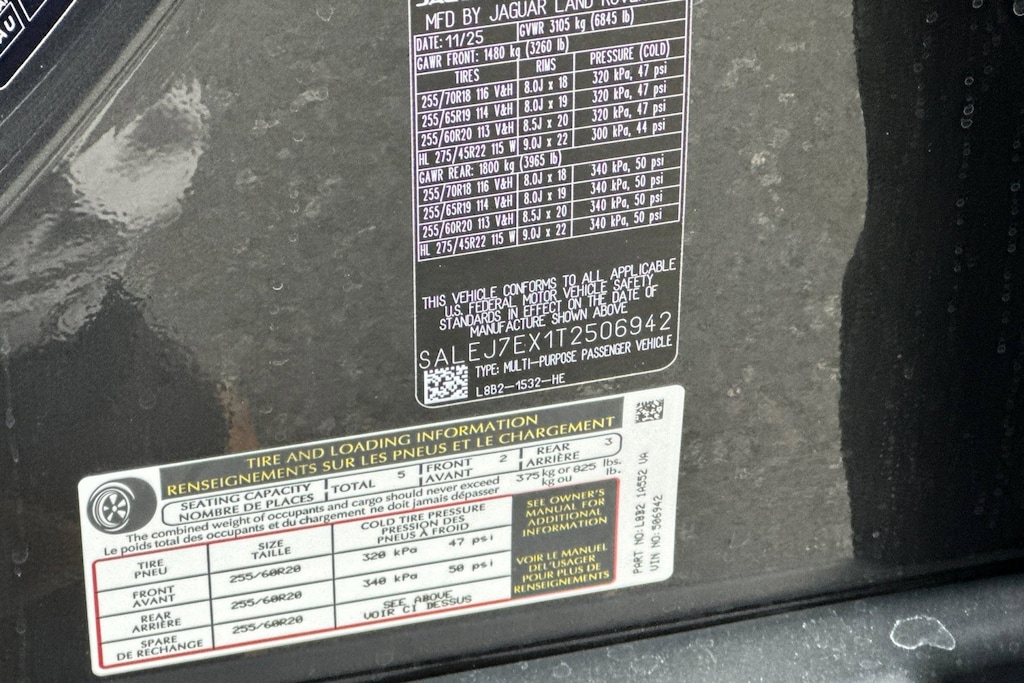 AU
MFD BY JAGUAR LAND ROVER
DATE: 11/25 GVWR 3105 kg (6845 lb)
GAWR FRONT: 1480 kg (3260 lb)
TIRES RIMS PRESSURE (COLD)
255/70R18 116 V&H 8.0J x 18 320 kPa, 47 psi
255/65R19 114 V&H 8.0J x 19 320 kPa, 47 psi
255/60R20 113 V&H 8.5J x 20 320 kPa, 47 psi
HL 275/45R22 115 W 9.0J x 22 300 kPa, 44 psi
GAWR REAR: 1800 kg (3965 lb)
255/70R18 116 V&H 8.0J x 18 340 kPa, 50 psi
255/65R19 114 V&H 8.0J x 19 340 kPa, 50 psi
255/60R20 113 V&H 8.5J x 20 340 kPa, 50 psi
HL 275/45R22 115 W 9.0J x 22 340 kPa, 50 psi
THIS VEHICLE CONFORMS TO ALL APPLICABLE
U.S. FEDERAL MOTOR VEHICLE SAFETY
STANDARDS IN EFFECT ON THE DATE OF
MANUFACTURE SHOWN ABOVE
SALEJ7EX1T2506942
TYPE: MULTI-PURPOSE PASSENGER VEHICLE
L8B2-1532-HE
TIRE AND LOADING INFORMATION
RENSEIGNEMENTS SUR LES PNEUS ET LE CHARGEMENT
SEATING CAPACITY TOTAL 5 FRONT 2 REAR 3
NOMBRE DE PLACES AVANT ARRIÈRE
The combined weight of occupants and cargo should never exceed 375 kg or 825 lbs.
Le poids total des occupants et du chargement ne doit jamais dépasser kg ou lb.
TIRE SIZE COLD TIRE PRESSURE
PNEU TAILLE PRESSION DES
PNEUS A FROID
FRONT 255/60R20 320 kPa 47 psi
AVANT
REAR 255/60R20 340 kPa 50 psi
ARRIÈRE
SPARE 255/60R20 SEE ABOVE
DE RECHANGE VOIR CI DESSUS
SEE OWNER'S
MANUAL FOR
ADDITIONAL
INFORMATION
VOIR LE MANUEL
DEL'USAGER
POUR PLUS DE
RENSEIGNEMENTS
PART NO: L8B2 1A552 VA
VIN NO: 506942